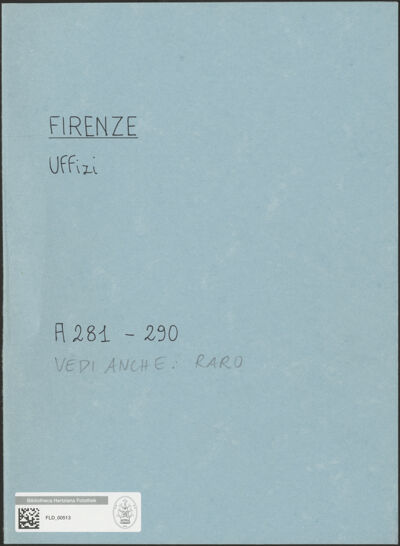 FIRENZE
Uffizi
A 281 - 290
VEDI ANCHE: RARO
Bibliotheca Hertziana Fotothek
FLD_00513